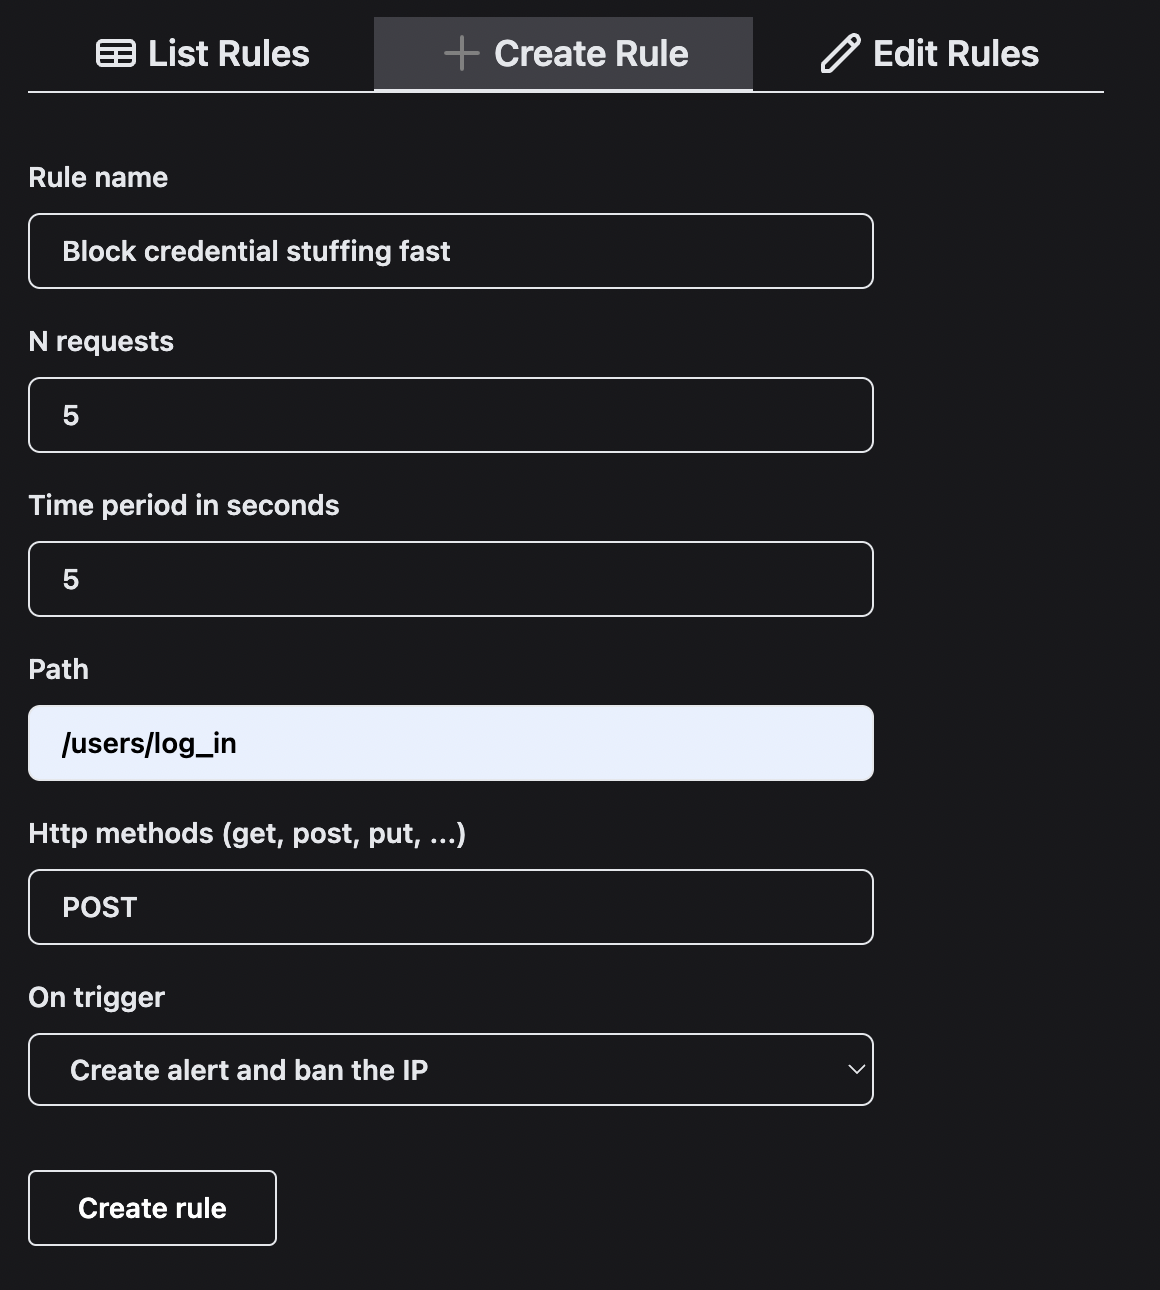 List Rules
Create Rule
Edit Rules
Rule name
Block credential stuffing fast
N requests
5
Time period in seconds
5
Path
/users/log_in
Http methods (get, post, put, ...)
POST
On trigger
Create alert and ban the IP
Create rule